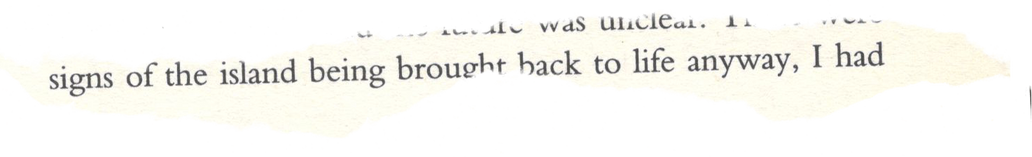 was unclear.
signs of the island being brought back to life anyway, I had